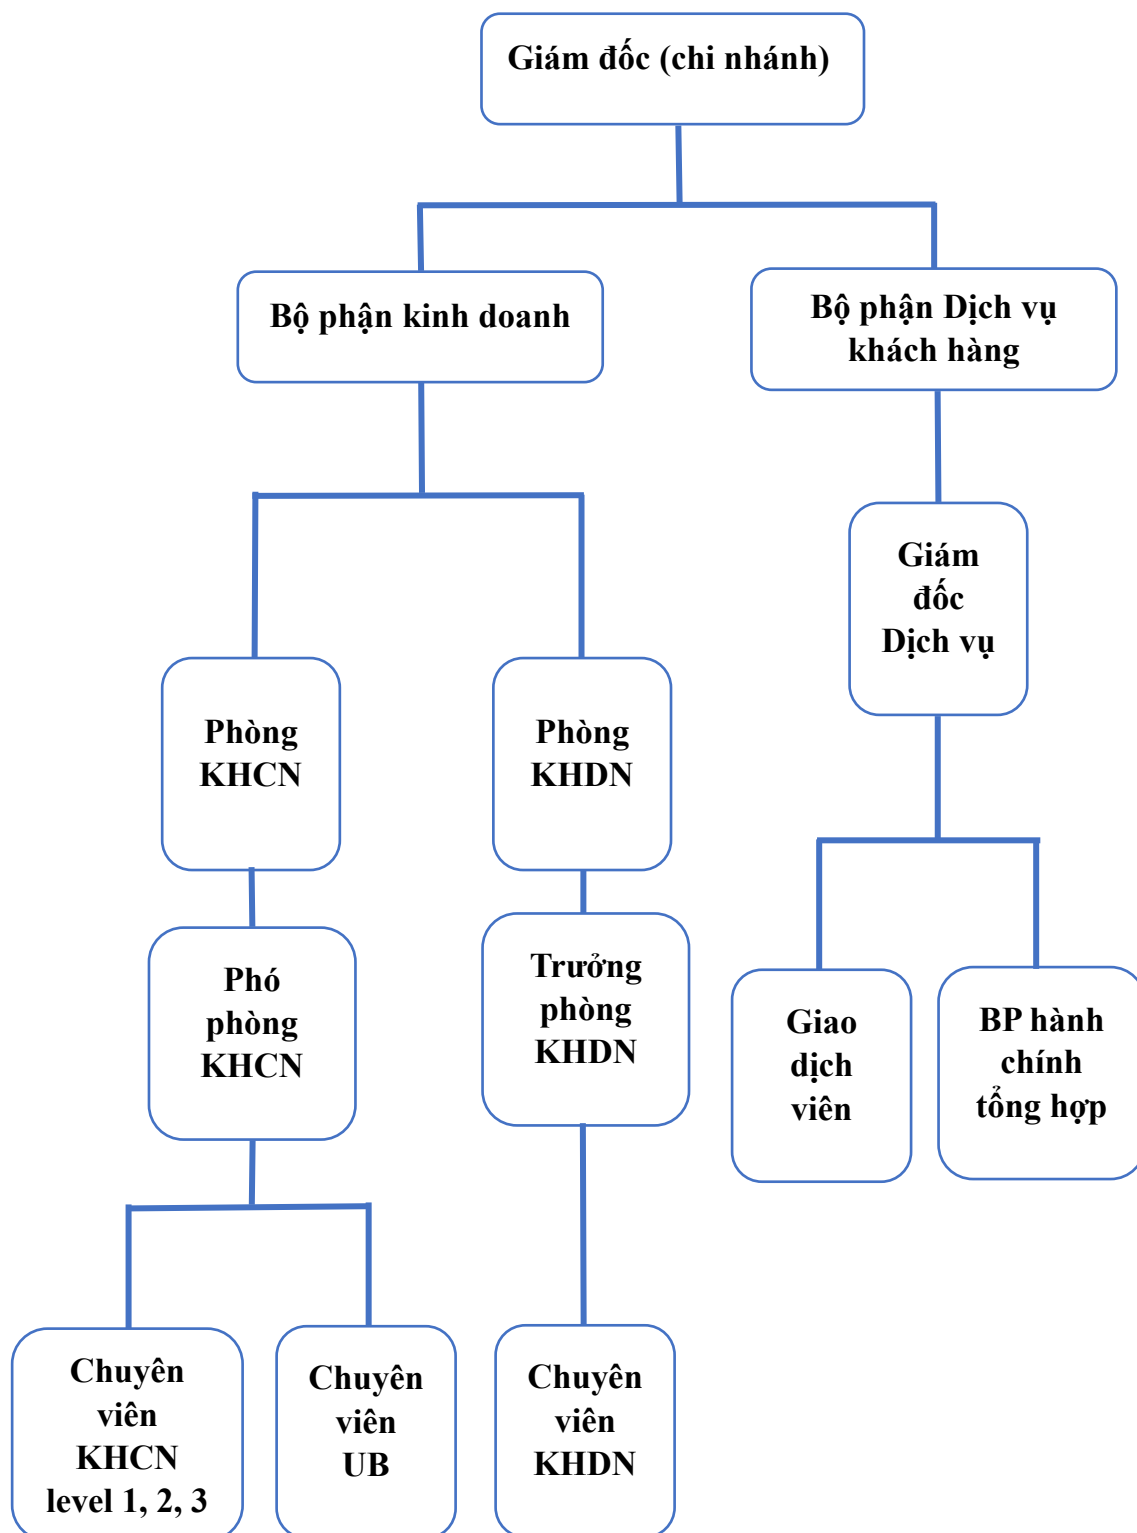 Giám đốc (chi nhánh)
Bộ phận kinh doanh
Bộ phận Dịch vụ
khách hàng
Giám
đốc
Dịch vụ
Phòng
KHCN
Phòng
KHDN
Phó
phòng
KHCN
Trưởng
phòng
KHDN
Giao
dịch
viên
BP hành
chính
tổng hợp
Chuyên
viên
KHCN
level 1, 2, 3
Chuyên
viên
UB
Chuyên
viên
KHDN